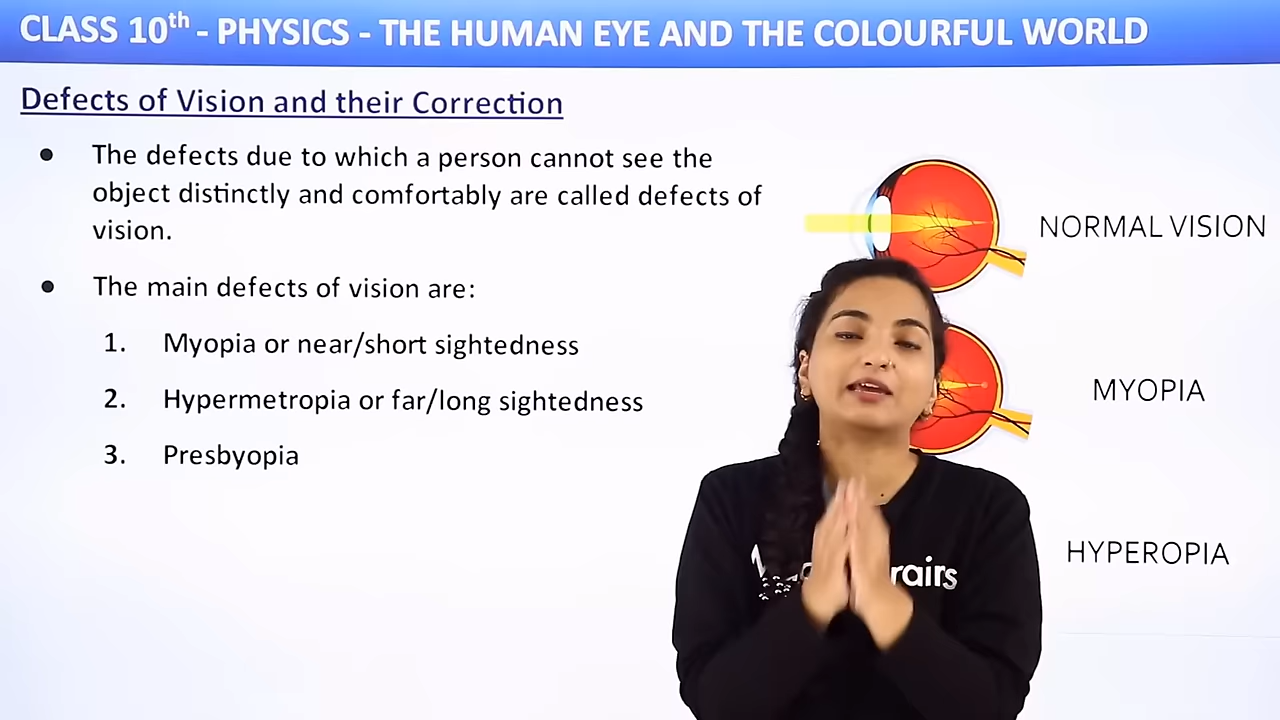 CLASS 10th - PHYSICS - THE HUMAN EYE AND THE COLOURFUL WORLD
Defects of Vision and their Correction
● The defects due to which a person cannot see the
object distinctly and comfortably are called defects of
vision.
● The main defects of vision are:
1. Myopia or near/short sightedness
2. Hypermetropia or far/long sightedness
3. Presbyopia
NORMAL VISION
MYOPIA
HYPEROPIA